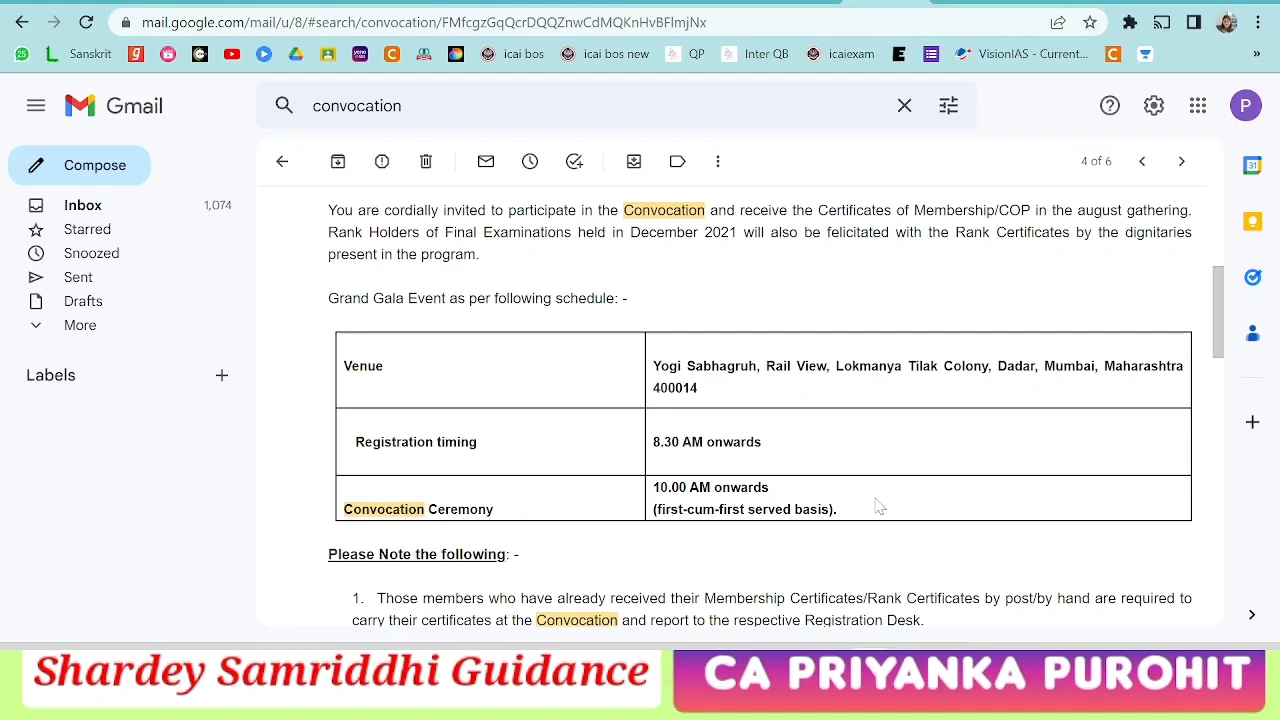 mail.google.com/mail/u/8/#search/convocation/FMfcgzGqQcrDQQZnwCdMQKnHvBFlmjNx
25
Sanskrit
icai bos
icai bos new
QP
Inter QB
icaiexam
VisionIAS - Current...
»
Gmail
convocation
P
Compose
4 of 6
Inbox 1,074
Starred
Snoozed
Sent
Drafts
More
Labels
You are cordially invited to participate in the Convocation and receive the Certificates of Membership/COP in the august gathering.
Rank Holders of Final Examinations held in December 2021 will also be felicitated with the Rank Certificates by the dignitaries
present in the program.
Grand Gala Event as per following schedule: -
Venue
Yogi Sabhagruh, Rail View, Lokmanya Tilak Colony, Dadar, Mumbai, Maharashtra
400014
Registration timing
8.30 AM onwards
Convocation Ceremony
10.00 AM onwards
(first-cum-first served basis).
Please Note the following: -
1. Those members who have already received their Membership Certificates/Rank Certificates by post/by hand are required to
carry their certificates at the Convocation and report to the respective Registration Desk.
Shardey Samriddhi Guidance
CA PRIYANKA PUROHIT